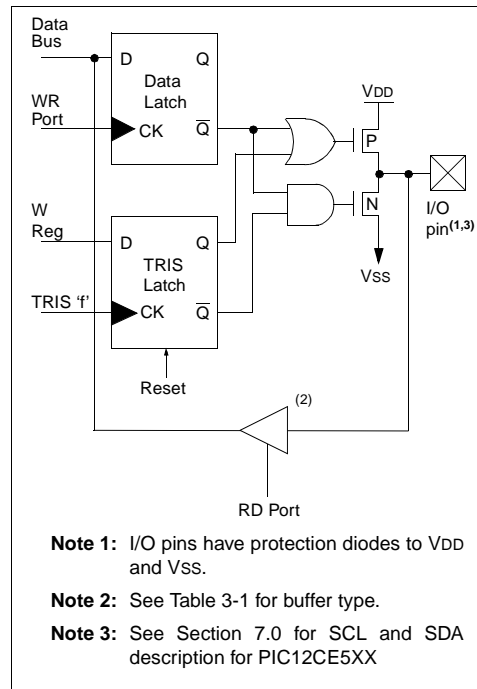 Data
Bus
D
Q
Data
Latch
WR
Port
CK
Q
VDD
P
W
Reg
N
I/O
pin(1,3)
D
Q
TRIS
Latch
VSS
TRIS 'f'
CK
Q
Reset
(2)
RD Port
Note 1: I/O pins have protection diodes to VDD
and VSS.
Note 2: See Table 3-1 for buffer type.
Note 3: See Section 7.0 for SCL and SDA
description for PIC12CE5XX